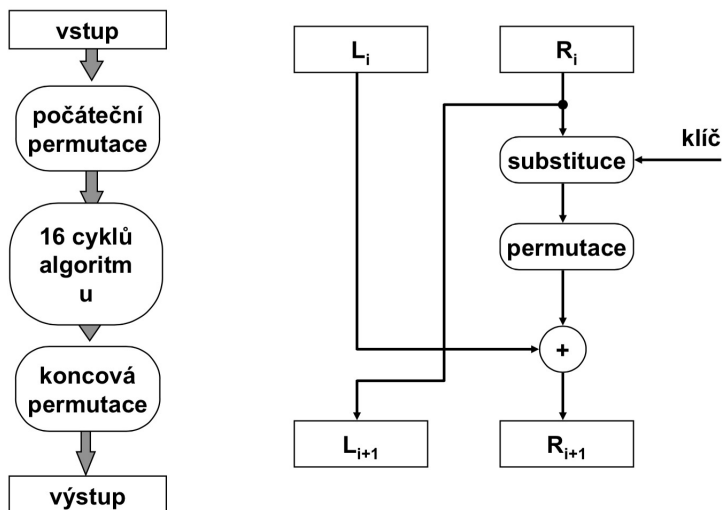 vstup
počáteční
permutace
16 cyklů
algoritm
u
koncová
permutace
výstup
Li
Ri
klíč
substituce
permutace
+
Li+1
Ri+1